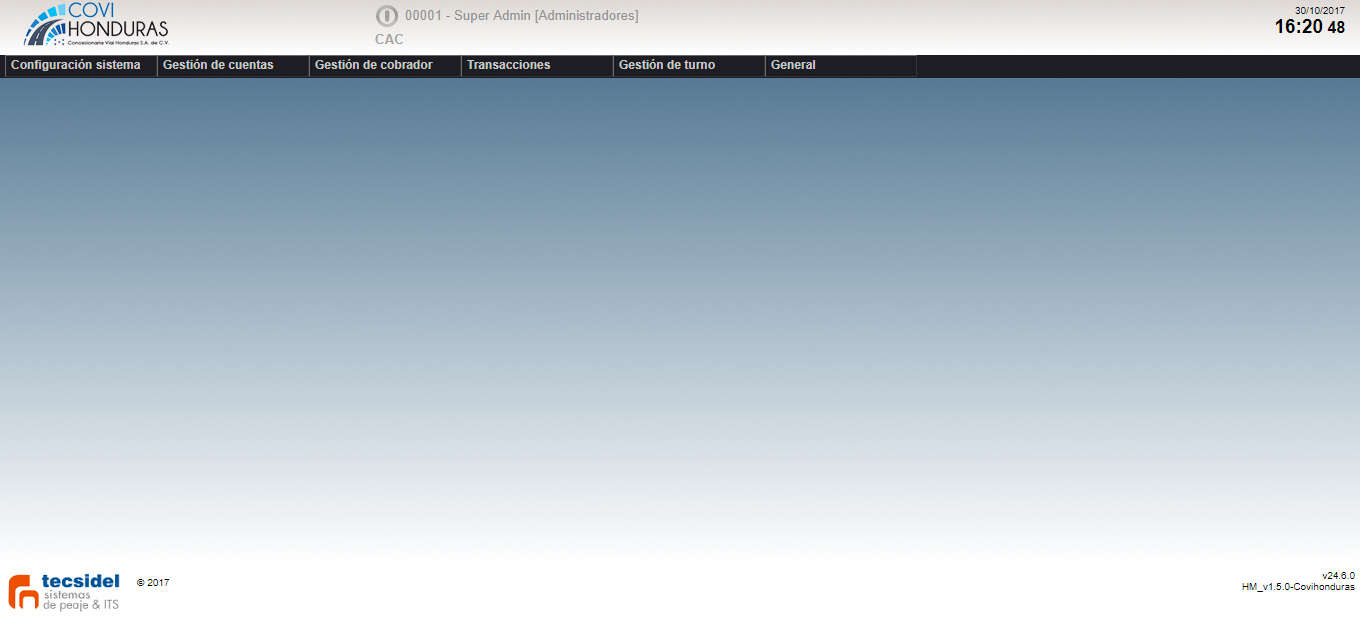 COVI
HONDURAS
Concesionaria Vial Honduras S.A. de C.V.
00001 - Super Admin [Administradores]
CAC
30/10/2017
16:20 48
Configuración sistema
Gestión de cuentas
Gestión de cobrador
Transacciones
Gestión de turno
General
tecsidel
sistemas
de peaje & ITS
© 2017
v24.6.0
HM_v1.5.0-Covihonduras